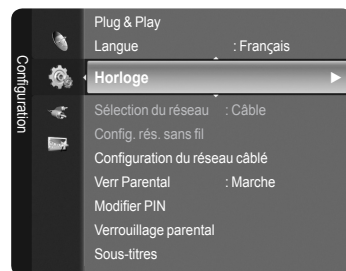 Configuration
Plug & Play
Langue : Français
Horloge
Sélection du réseau : Câble
Config. rés. sans fil
Configuration du réseau câblé
Verr Parental : Marche
Modifier PIN
Verrouillage parental
Sous-titres